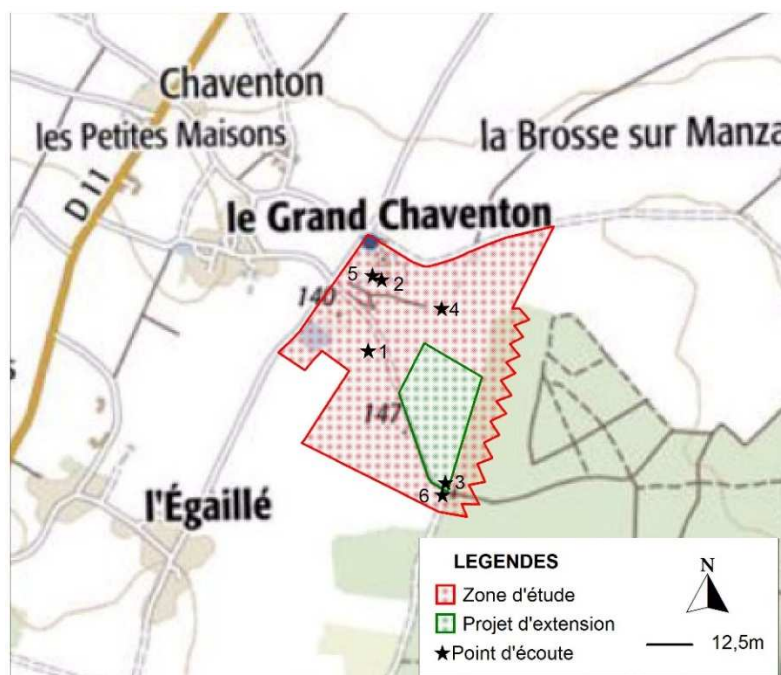 Chaventon
les Petites Maisons
la Brosse sur Manza
D 11
le Grand Chaventon
5
2
140
4
1
147
3
6
l'Égaillé
LEGENDES
Zone d'étude
Projet d'extension
Point d'écoute
N
12,5m